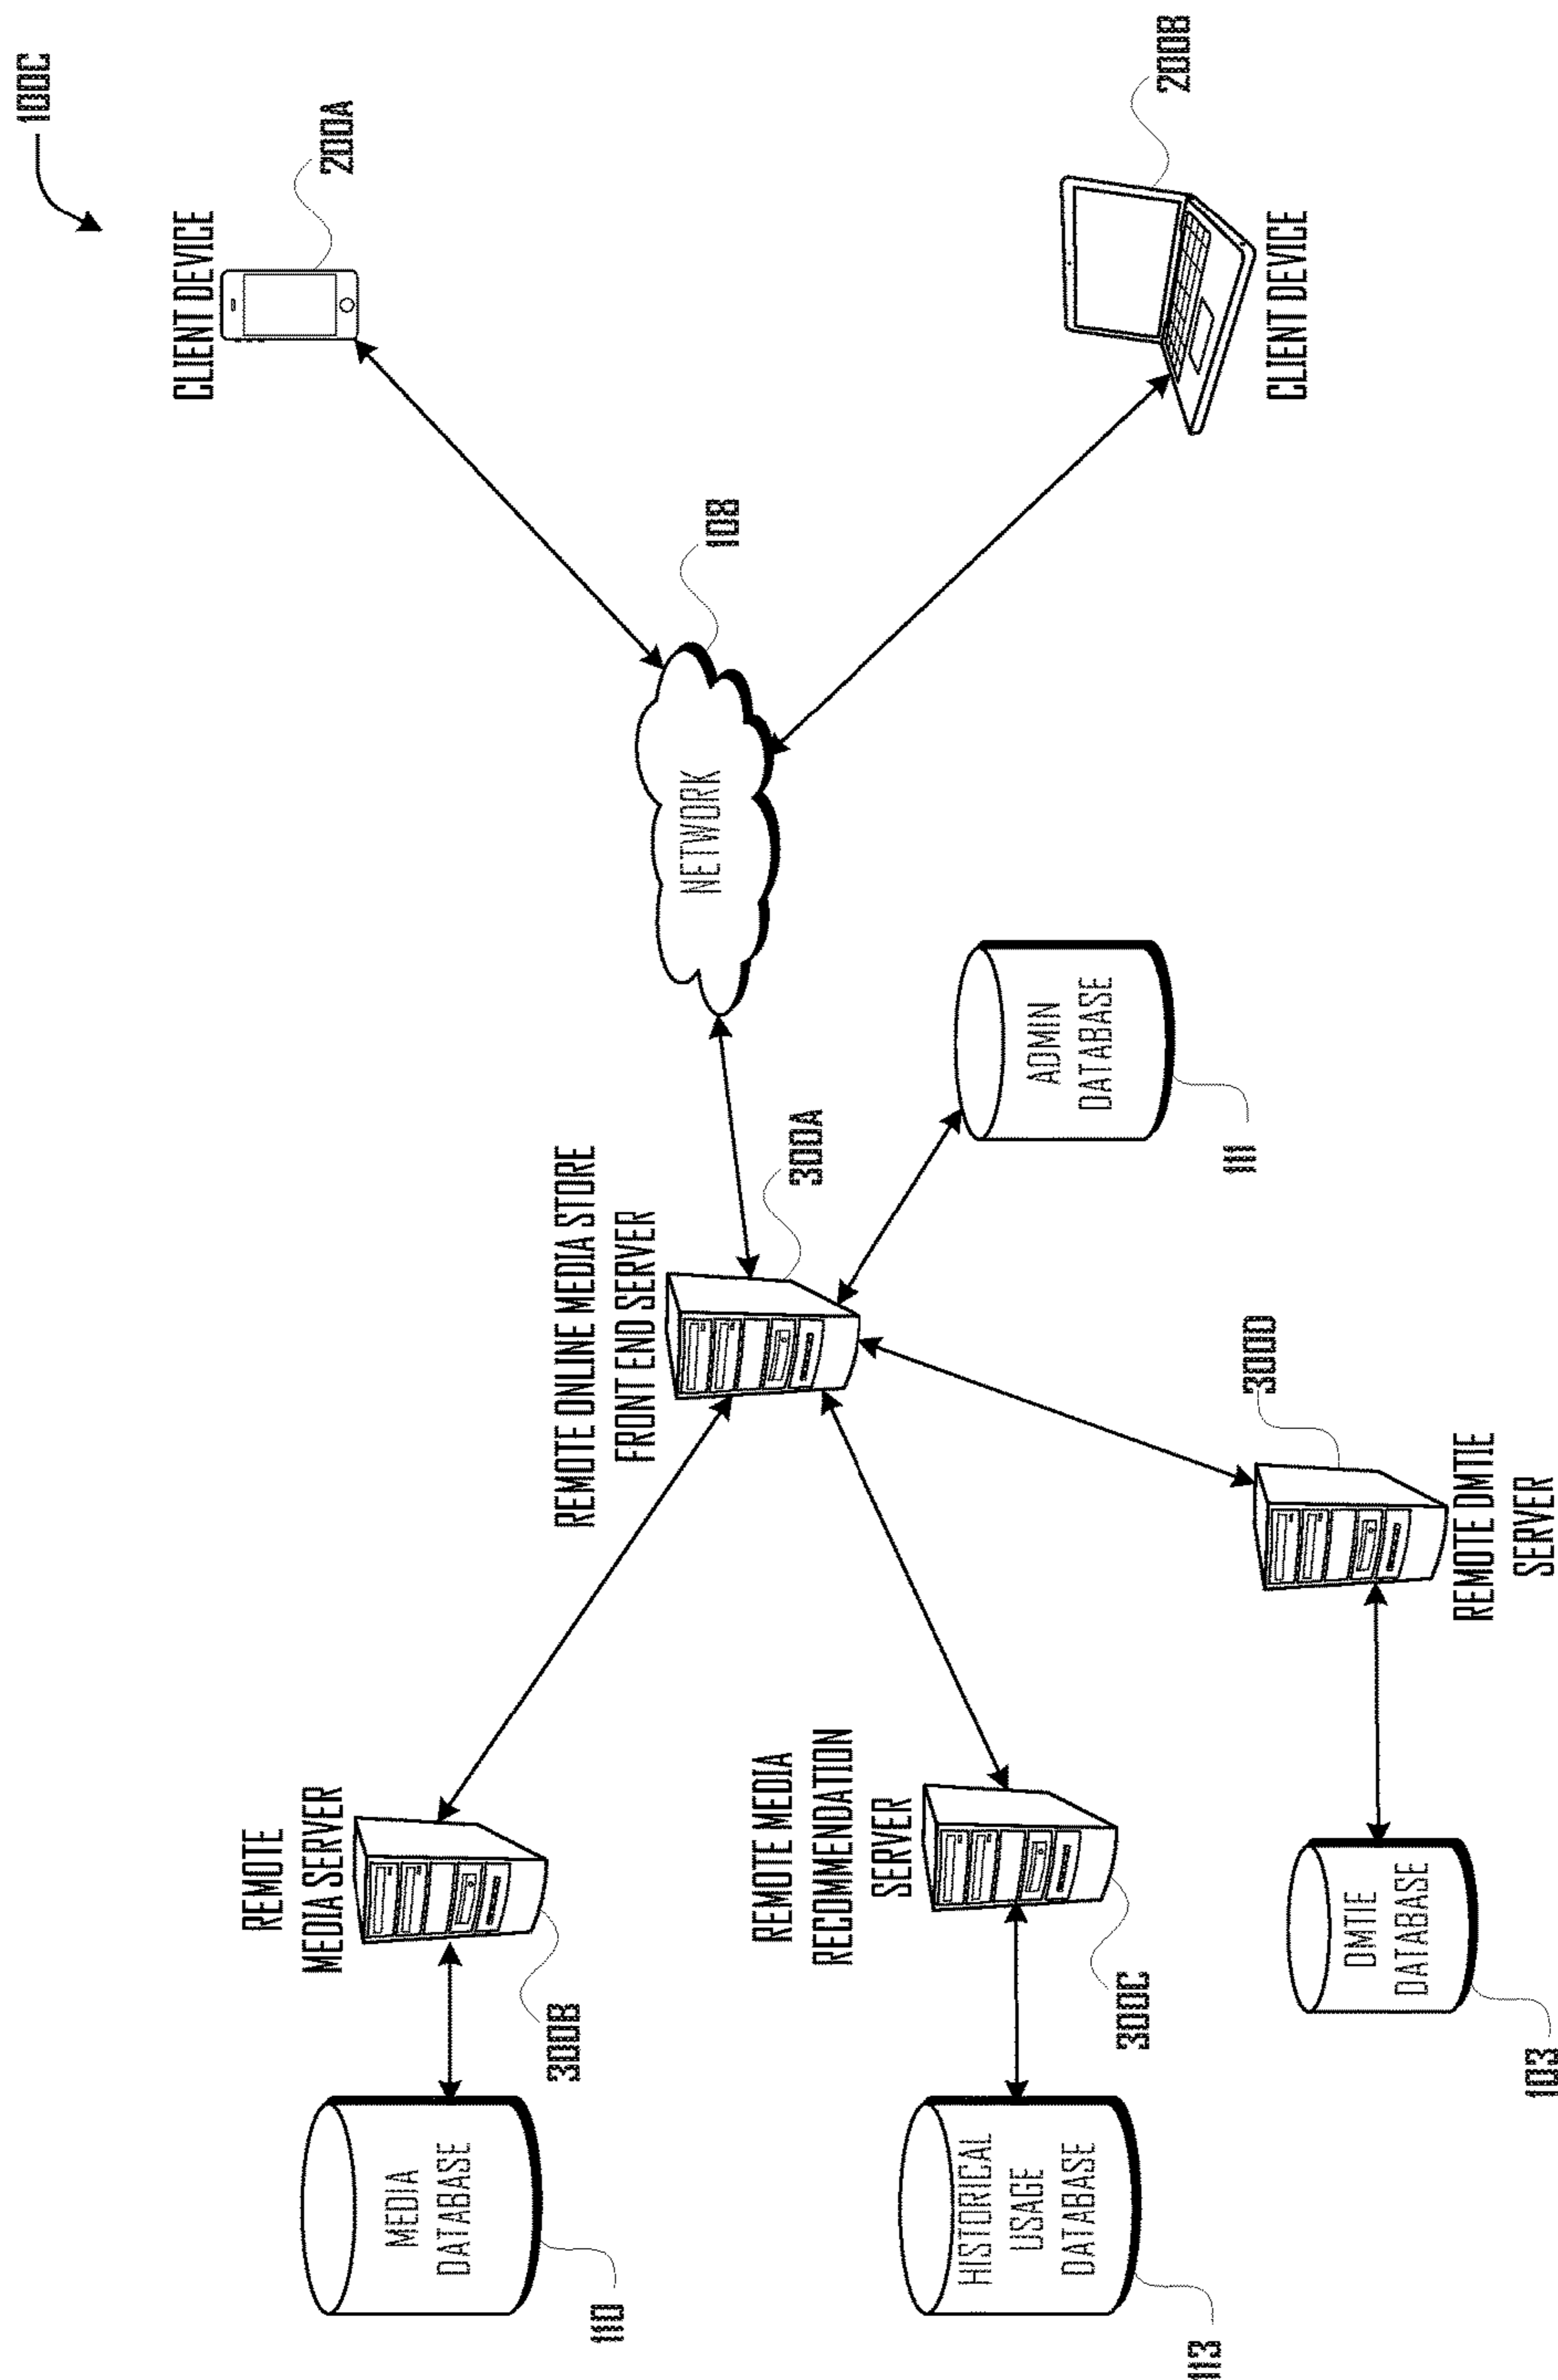 100C
CLIENT DEVICE
200A
108
NETWORK
200B
CLIENT DEVICE
REMOTE ONLINE MEDIA STORE
FRONT END SERVER
300A
ADMIN
DATABASE
111
REMOTE
MEDIA SERVER
300B
MEDIA
DATABASE
110
REMOTE MEDIA
RECOMMENDATION
SERVER
300C
HISTORICAL
USAGE
DATABASE
113
300D
REMOTE DMTIE
SERVER
DMTIE
DATABASE
103